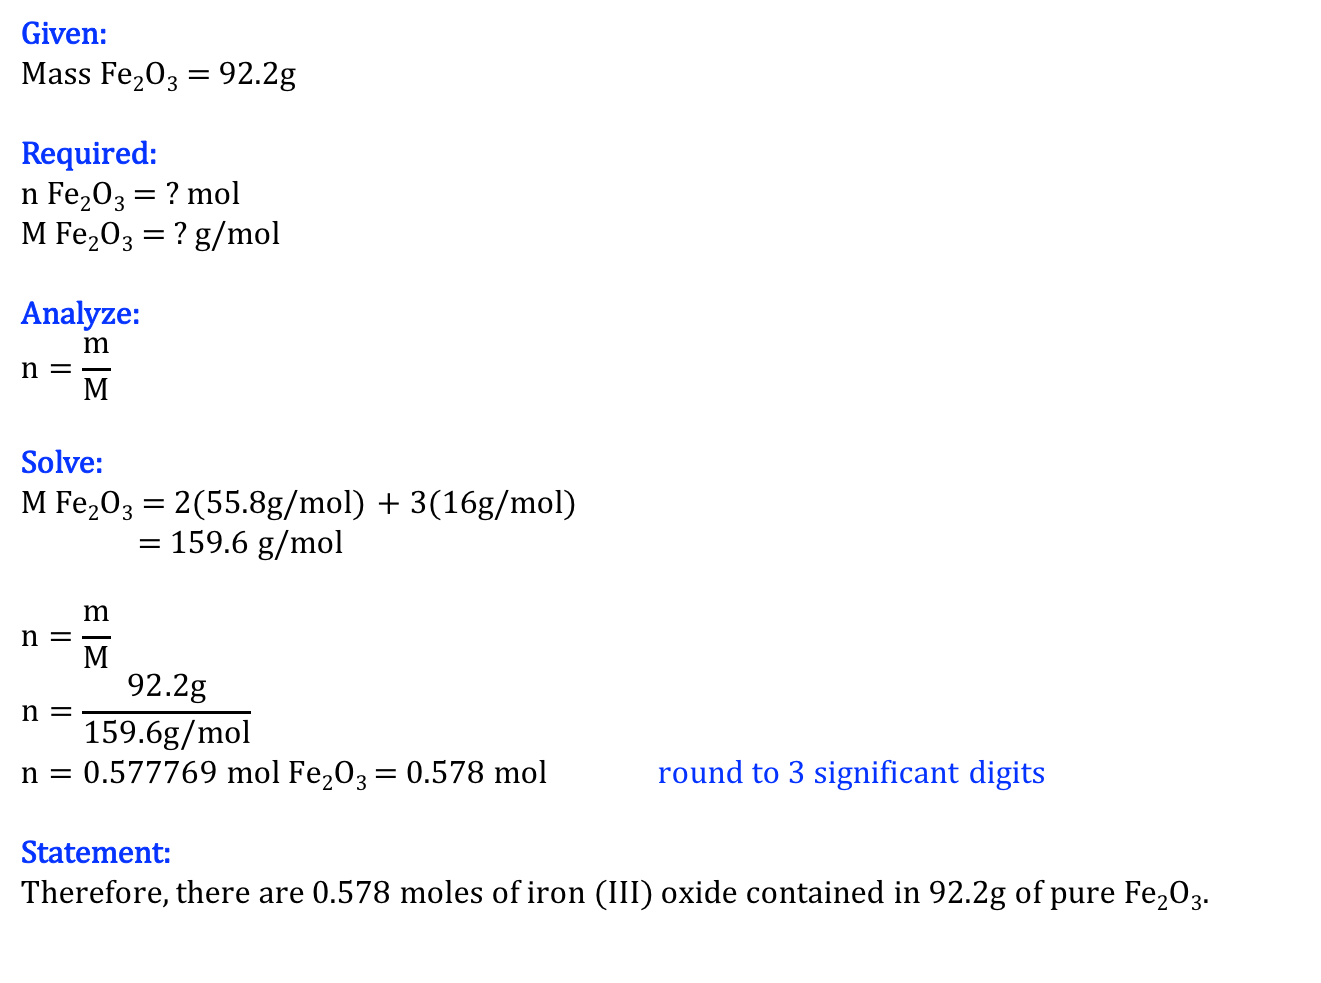 Given:
Mass Fe₂O₃ = 92.2g
Required:
n Fe₂O₃ = ? mol
M Fe₂O₃ = ? g/mol
Analyze:
n = m/M
Solve:
M Fe₂O₃ = 2(55.8g/mol) + 3(16g/mol)
= 159.6 g/mol
n = m/M
n = 92.2g/159.6g/mol
n = 0.577769 mol Fe₂O₃ = 0.578 mol round to 3 significant digits
Statement:
Therefore, there are 0.578 moles of iron (III) oxide contained in 92.2g of pure Fe₂O₃.